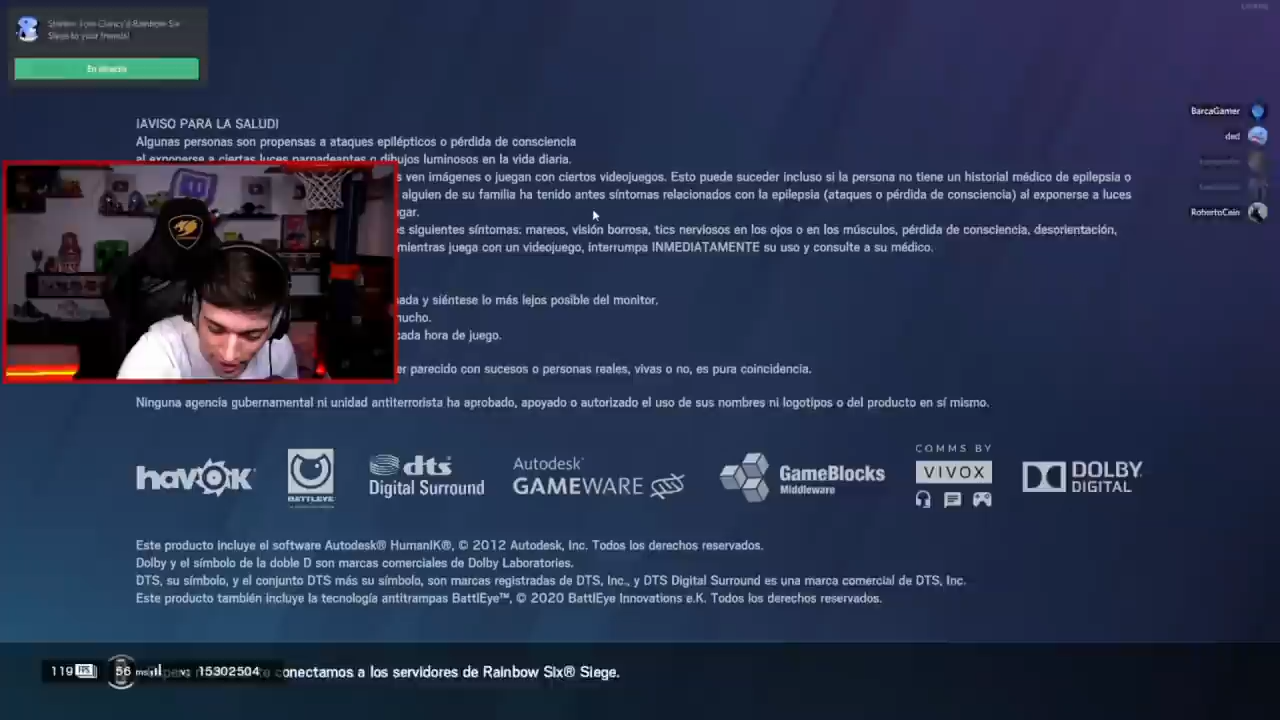 Stream Tom Clancy's Rainbow Six
Siege to your friends!
En directo
BarcaGamer
ded
RobertoCein
¡AVISO PARA LA SALUD!
Algunas personas son propensas a ataques epilépticos o pérdida de consciencia
al exponerse a ciertas luces parpadeantes o dibujos luminosos en la vida diaria.
s ven imágenes o juegan con ciertos videojuegos. Esto puede suceder incluso si la persona no tiene un historial médico de epilepsia o
alguien de su familia ha tenido antes síntomas relacionados con la epilepsia (ataques o pérdida de consciencia) al exponerse a luces
ugar.
s siguientes síntomas: mareos, visión borrosa, tics nerviosos en los ojos o en los músculos, pérdida de consciencia, desorientación,
mientras juega con un videojuego, interrumpa INMEDIATAMENTE su uso y consulte a su médico.
nada y siéntese lo más lejos posible del monitor.
nucho.
cada hora de juego.
er parecido con sucesos o personas reales, vivas o no, es pura coincidencia.
Ninguna agencia gubernamental ni unidad antiterrorista ha aprobado, apoyado o autorizado el uso de sus nombres ni logotipos o del producto en sí mismo.
havok
BATTLEYE
dts
Digital Surround
Autodesk
GAMEWARE
GameBlocks
Middleware
COMMS BY
VIVOX
DOLBY
DIGITAL
Este producto incluye el software Autodesk® HumanIK®, © 2012 Autodesk, Inc. Todos los derechos reservados.
Dolby y el símbolo de la doble D son marcas comerciales de Dolby Laboratories.
DTS, su símbolo, y el conjunto DTS más su símbolo, son marcas registradas de DTS, Inc., y DTS Digital Surround es una marca comercial de DTS, Inc.
Este producto también incluye la tecnología antitrampas BattlEye™, © 2020 BattlEye Innovations e.K. Todos los derechos reservados.
119 FPS 56 ms 15302504 conectamos a los servidores de Rainbow Six® Siege.